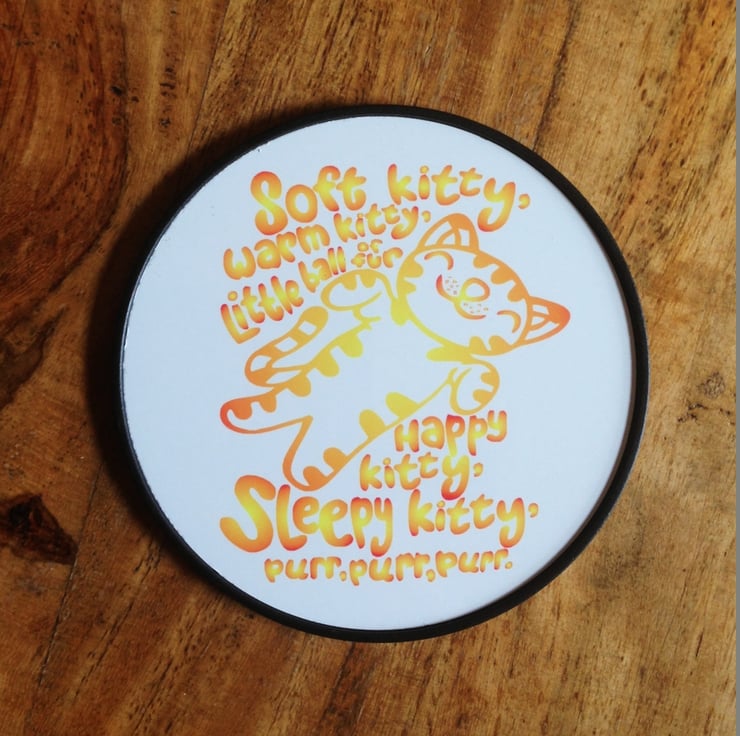 Soft kitty,
warm kitty,
Little ball of fur
Happy
kitty,
Sleepy kitty,
purr.purr,purr.